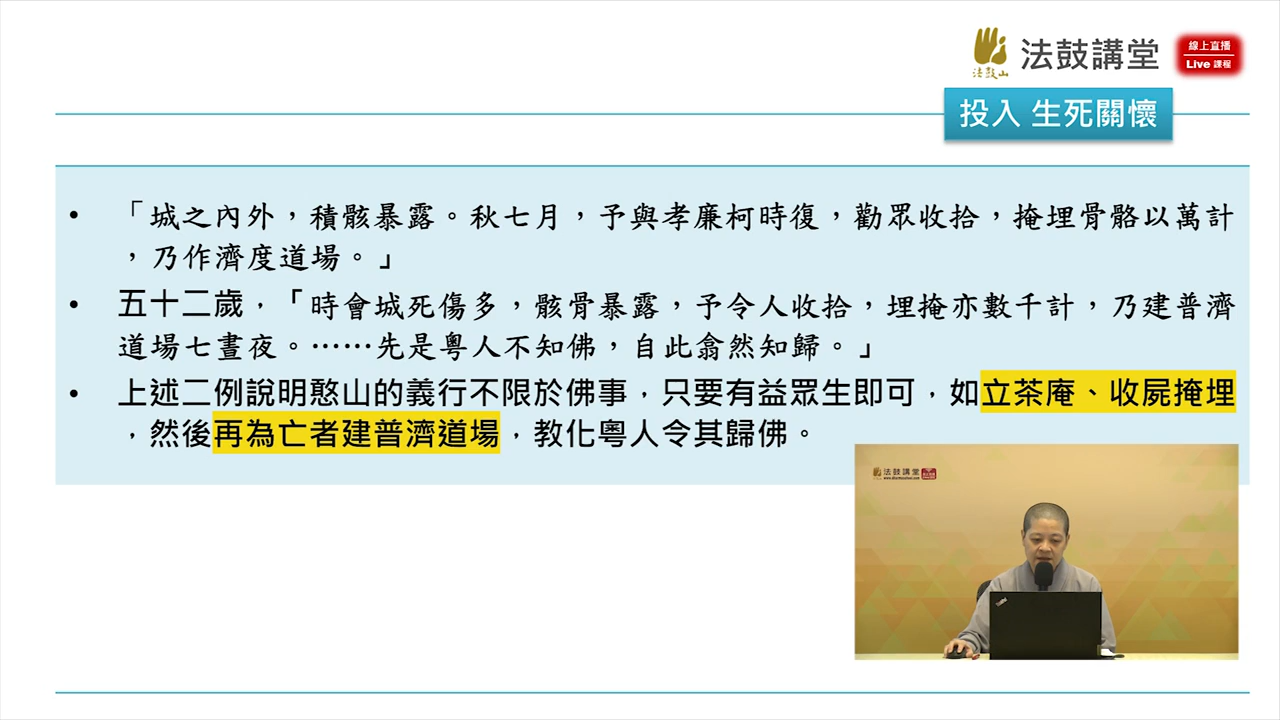 法鼓山
法鼓講堂
線上直播
Live 課程
投入 生死關懷
• 「城之內外，積骸暴露。秋七月，予與孝廉柯時復，勸眾收拾，掩埋骨骼以萬計
，乃作濟度道場。」
• 五十二歲，「時會城死傷多，骸骨暴露，予令人收拾，埋掩亦數千計，乃建普濟
道場七晝夜。……先是粵人不知佛，自此翕然知歸。」
• 上述二例說明憨山的義行不限於佛事，只要有益眾生即可，如立茶庵、收屍掩埋
，然後再為亡者建普濟道場，教化粵人令其歸佛。
法鼓講堂